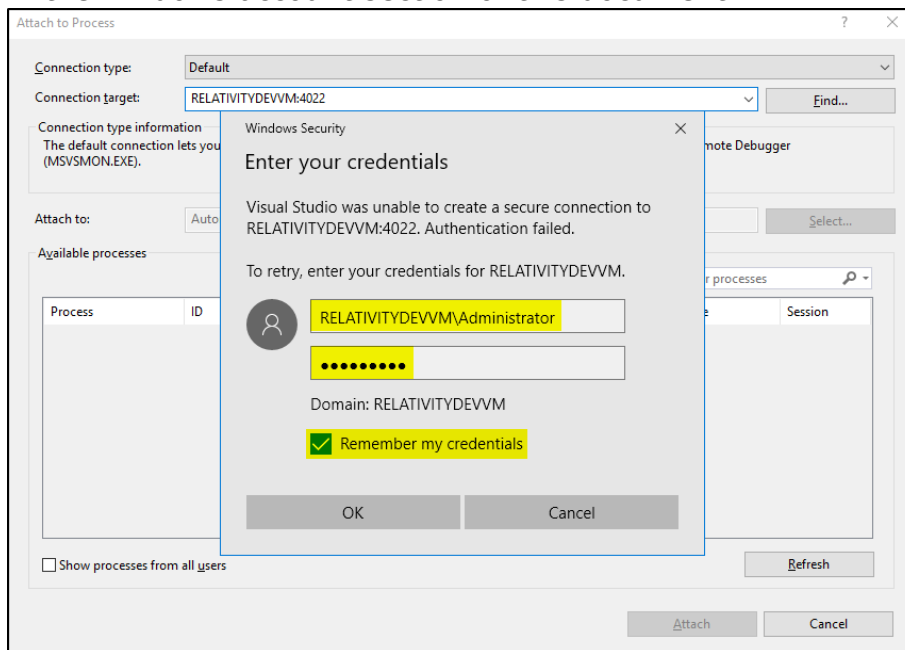 Attach to Process ? ×
Connection type: Default
Connection target: RELATIVITYDEVVM:4022 Find...
Connection type information
The default connection lets you mote Debugger
(MSVSMON.EXE).
Windows Security ×
Enter your credentials
Visual Studio was unable to create a secure connection to
RELATIVITYDEVVM:4022. Authentication failed.
Attach to: Auto Select...
Available processes
To retry, enter your credentials for RELATIVITYDEVVM.
r processes
Process ID e Session
RELATIVITYDEVVM\Administrator
●●●●●●●●●
Domain: RELATIVITYDEVVM
Remember my credentials
OK Cancel
Show processes from all users Refresh
Attach Cancel